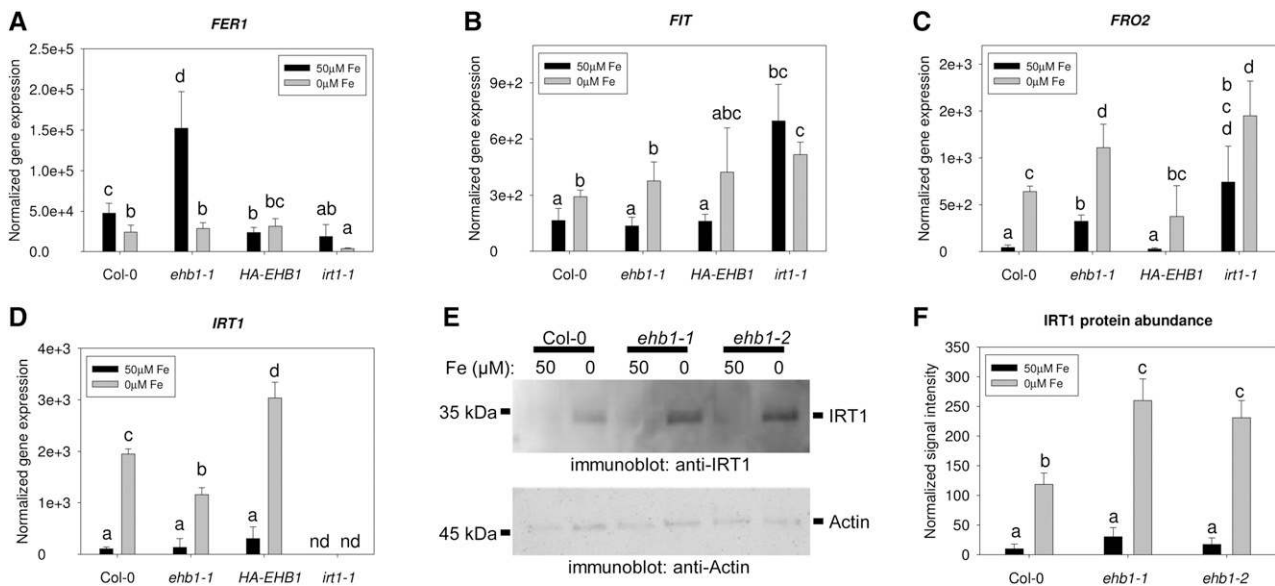 A
FER1
Normalized gene expression
2.5e+5
2.0e+5
1.5e+5
1.0e+5
5.0e+4
0.0
50µM Fe
0µM Fe
c
b
d
b
b
bc
ab
a
Col-0
ehb1-1
HA-EHB1
irt1-1
B
FIT
Normalized gene expression
9e+2
6e+2
3e+2
0
50µM Fe
0µM Fe
a
b
a
b
a
abc
bc
c
Col-0
ehb1-1
HA-EHB1
irt1-1
C
FRO2
Normalized gene expression
2e+3
2e+3
1e+3
5e+2
0
50µM Fe
0µM Fe
a
c
b
d
a
bc
b
c
d
d
Col-0
ehb1-1
HA-EHB1
irt1-1
D
IRT1
Normalized gene expression
4e+3
3e+3
2e+3
1e+3
0
50µM Fe
0µM Fe
a
c
a
b
a
d
nd nd
Col-0
ehb1-1
HA-EHB1
irt1-1
E
Col-0 ehb1-1 ehb1-2
Fe (µM): 50 0 50 0 50 0
35 kDa
IRT1
immunoblot: anti-IRT1
45 kDa
Actin
immunoblot: anti-Actin
F
IRT1 protein abundance
Normalized signal intensity
350
300
250
200
150
100
50
0
50µM Fe
0µM Fe
a
b
a
c
a
c
Col-0
ehb1-1
ehb1-2